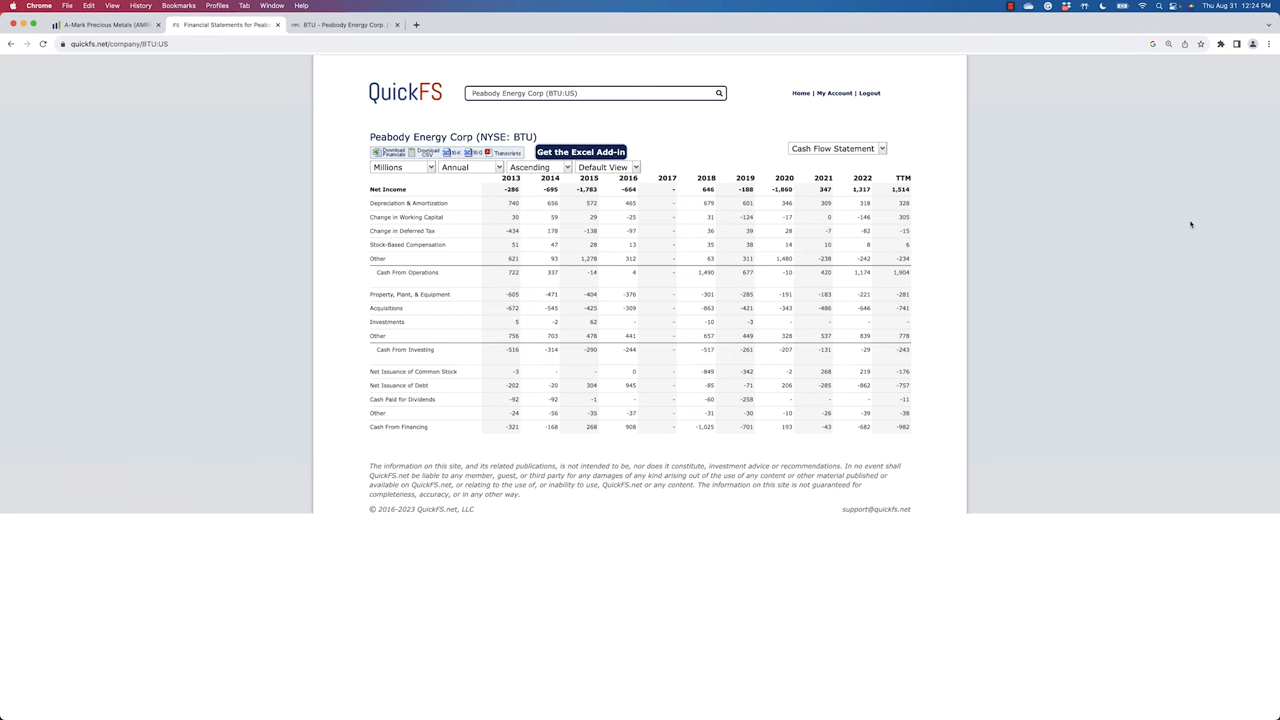 Chrome File Edit View History Bookmarks Profiles Tab Window Help Thu Aug 31 12:24 PM
A-Mark Precious Metals (AMR Financial Statements for Peabo BTU - Peabody Energy Corp.
quickfs.net/company/BTU:US
QuickFS Peabody Energy Corp (BTU:US) Home | My Account | Logout
Peabody Energy Corp (NYSE: BTU)
Download Financials Download CSV 10-K 10-Q Transcripts Get the Excel Add-in Cash Flow Statement
Millions Annual Ascending Default View
2013 2014 2015 2016 2017 2018 2019 2020 2021 2022 TTM
Net Income -286 -695 -1,783 -664 - 646 -188 -1,860 347 1,317 1,514
Depreciation & Amortization 740 656 572 465 - 679 601 346 309 318 328
Change in Working Capital 30 59 29 -25 - 31 -124 -17 0 -146 305
Change in Deferred Tax -434 178 -138 -97 - 36 39 28 -7 -82 -15
Stock-Based Compensation 51 47 28 13 - 35 38 14 10 8 6
Other 621 93 1,278 312 - 63 311 1,480 -238 -242 -234
Cash From Operations 722 337 -14 4 - 1,490 677 -10 420 1,174 1,904
Property, Plant, & Equipment -605 -471 -404 -376 - -301 -285 -191 -183 -221 -281
Acquisitions -672 -545 -425 -309 - -863 -421 -343 -486 -646 -741
Investments 5 -2 62 - - -10 -3 - - - -
Other 756 703 478 441 - 657 449 328 537 839 778
Cash From Investing -516 -314 -290 -244 - -517 -261 -207 -131 -29 -243
Net Issuance of Common Stock -3 - - 0 - -849 -342 -2 268 219 -176
Net Issuance of Debt -202 -20 304 945 - -85 -71 206 -285 -862 -757
Cash Paid for Dividends -92 -92 -1 - - -60 -258 - - - -11
Other -24 -56 -35 -37 - -31 -30 -10 -26 -39 -38
Cash From Financing -321 -168 268 908 - -1,025 -701 193 -43 -682 -982
The information on this site, and its related publications, is not intended to be, nor does it constitute, investment advice or recommendations. In no event shall
QuickFS.net be liable to any member, guest, or third party for any damages of any kind arising out of the use of any content or other material published or
available on QuickFS.net, or relating to the use of, or inability to use, QuickFS.net or any content. The information on this site is not guaranteed for
completeness, accuracy, or in any other way.
© 2016-2023 QuickFS.net, LLC support@quickfs.net